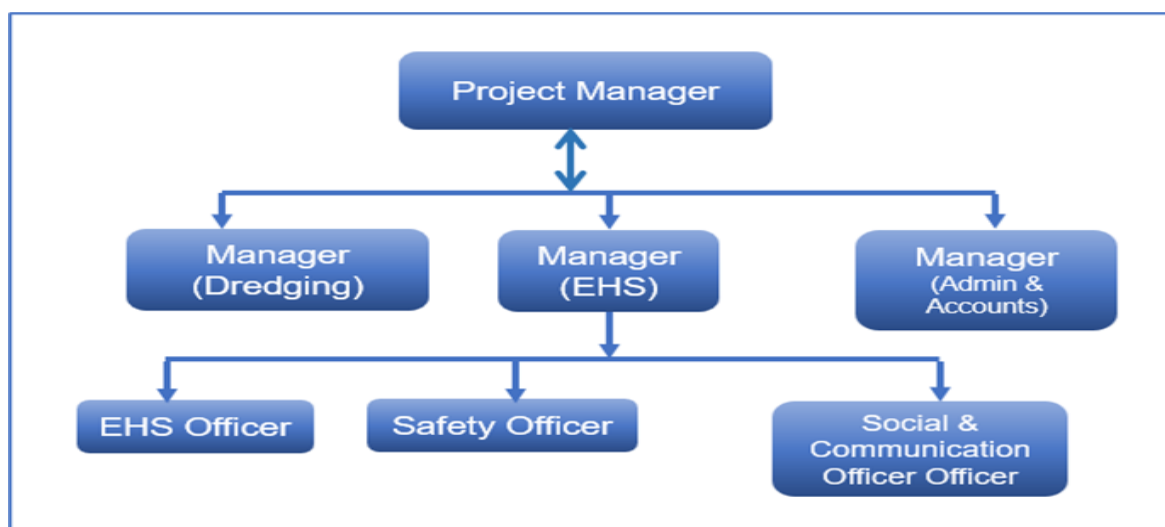 Project Manager
Manager
(Dredging)
Manager
(EHS)
Manager
(Admin &
Accounts)
EHS Officer
Safety Officer
Social &
Communication
Officer Officer